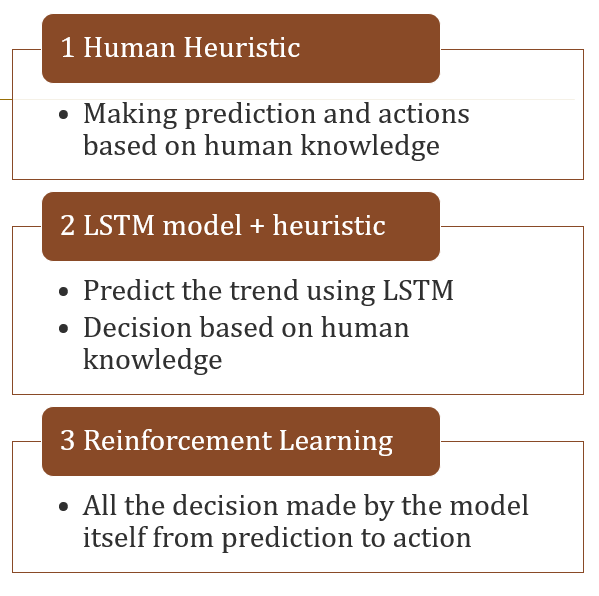 1 Human Heuristic
• Making prediction and actions
based on human knowledge
2 LSTM model + heuristic
• Predict the trend using LSTM
• Decision based on human
knowledge
3 Reinforcement Learning
• All the decision made by the model
itself from prediction to action